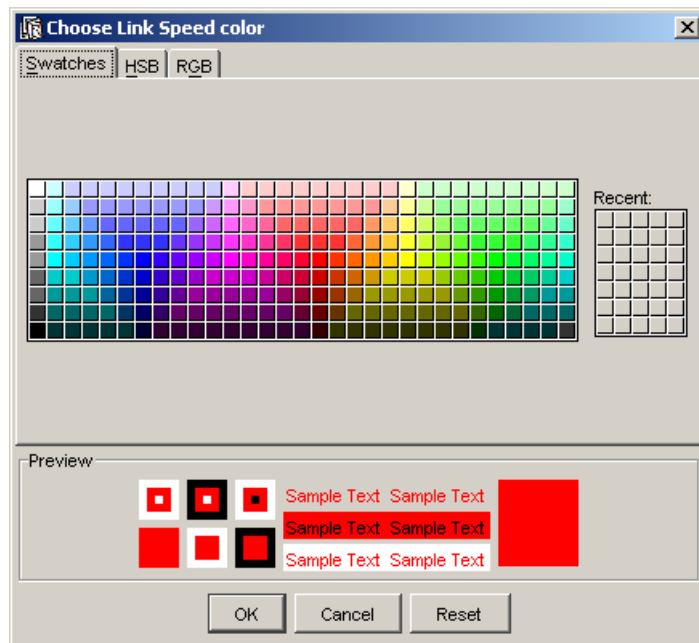 Choose Link Speed color
Swatches HSB RGB
Recent:
Preview
Sample Text Sample Text
Sample Text Sample Text
Sample Text Sample Text
OK Cancel Reset